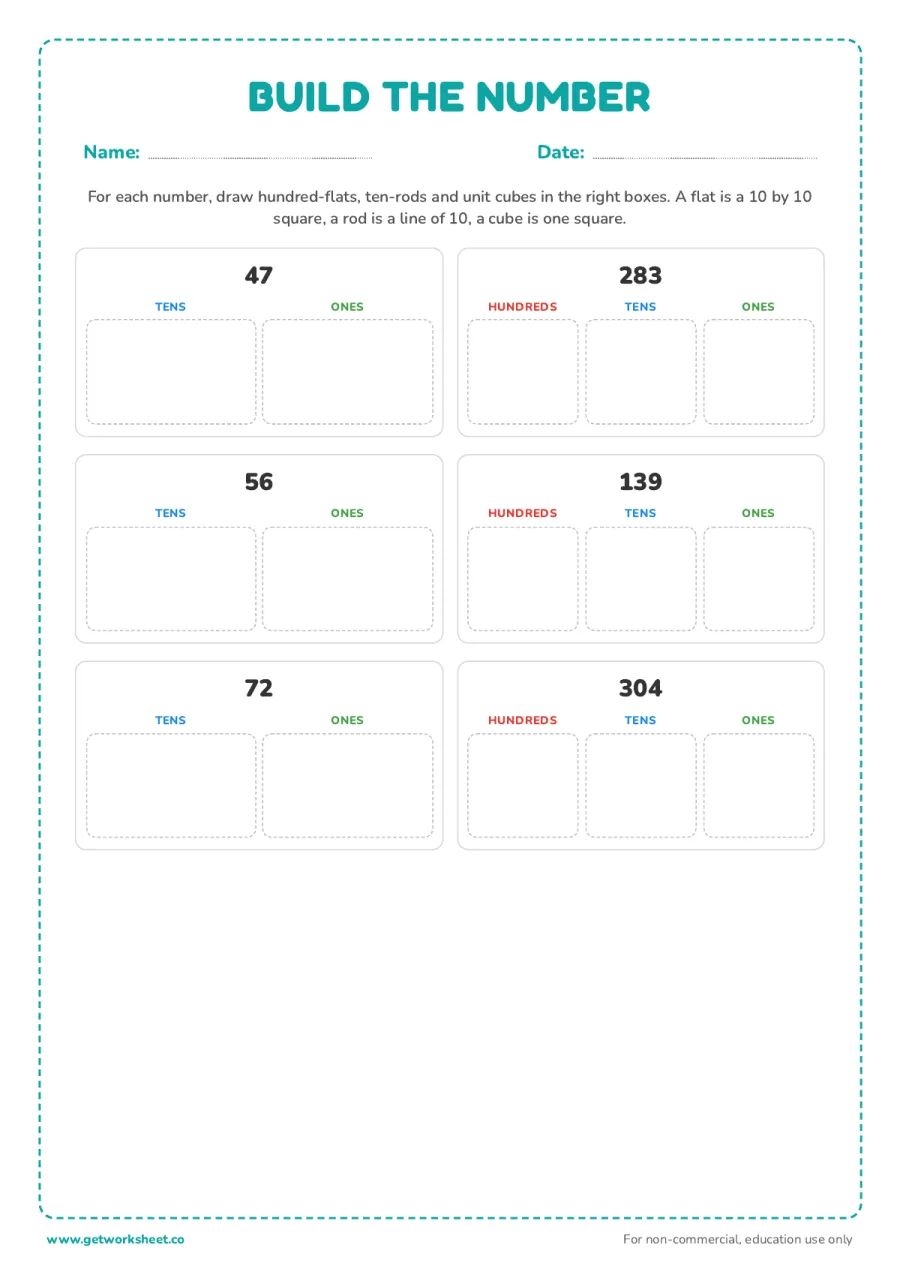 BUILD THE NUMBER
Name: Date:
For each number, draw hundred-flats, ten-rods and unit cubes in the right boxes. A flat is a 10 by 10
square, a rod is a line of 10, a cube is one square.
47
TENS ONES
283
HUNDREDS TENS ONES
56
TENS ONES
139
HUNDREDS TENS ONES
72
TENS ONES
304
HUNDREDS TENS ONES
www.getworksheet.co
For non-commercial, education use only